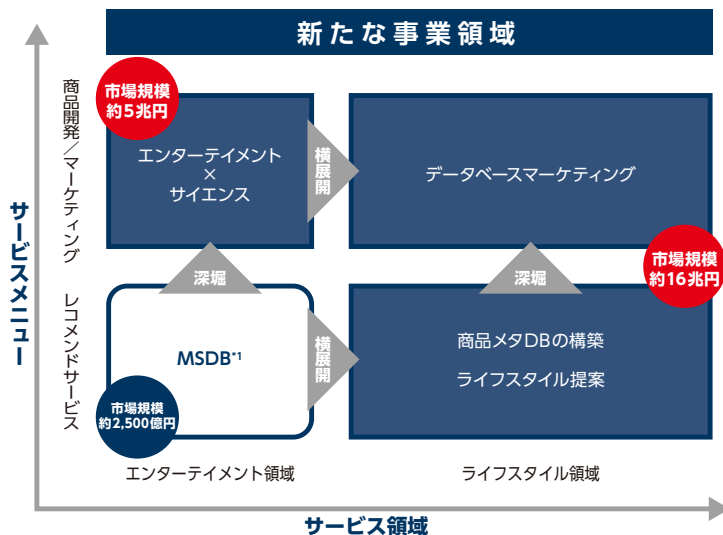 新たな事業領域
サービスメニュー
商品開発／マーケティング
レコメンドサービス
市場規模
約5兆円
エンターテイメント
×
サイエンス
横展開
データベースマーケティング
市場規模
約16兆円
深堀
深堀
MSDB*1
市場規模
約2,500億円
横展開
商品メタDBの構築
ライフスタイル提案
エンターテイメント領域
ライフスタイル領域
サービス領域